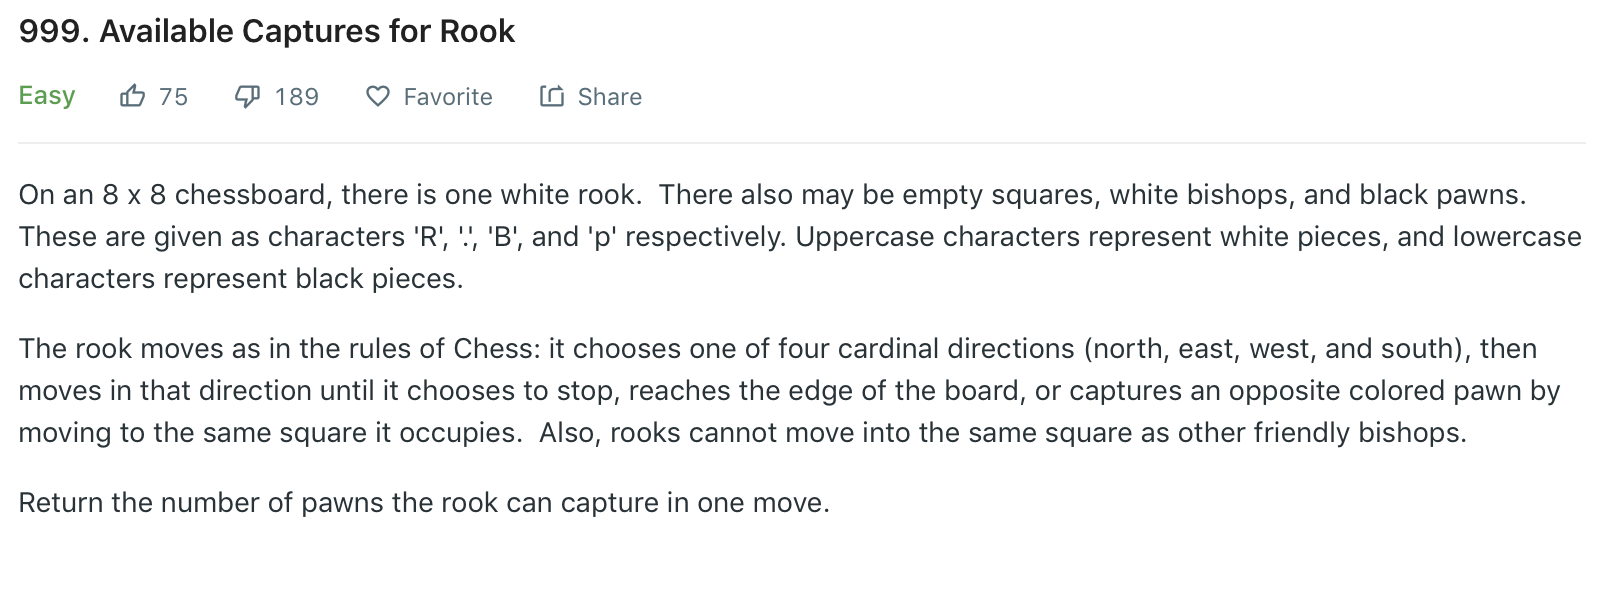 999. Available Captures for Rook
Easy 75 189 Favorite Share
On an 8 x 8 chessboard, there is one white rook.  There also may be empty squares, white bishops, and black pawns.
These are given as characters 'R', '.', 'B', and 'p' respectively. Uppercase characters represent white pieces, and lowercase
characters represent black pieces.
The rook moves as in the rules of Chess: it chooses one of four cardinal directions (north, east, west, and south), then
moves in that direction until it chooses to stop, reaches the edge of the board, or captures an opposite colored pawn by
moving to the same square it occupies.  Also, rooks cannot move into the same square as other friendly bishops.
Return the number of pawns the rook can capture in one move.